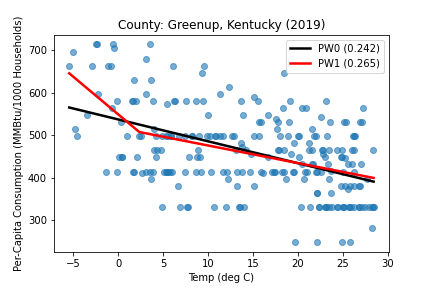 County: Greenup, Kentucky (2019)
PW0 (0.242)
PW1 (0.265)
Per-Capita Consumption (MMBtu/1000 Households)
700
600
500
400
300
−5
0
5
10
15
20
25
30
Temp (deg C)